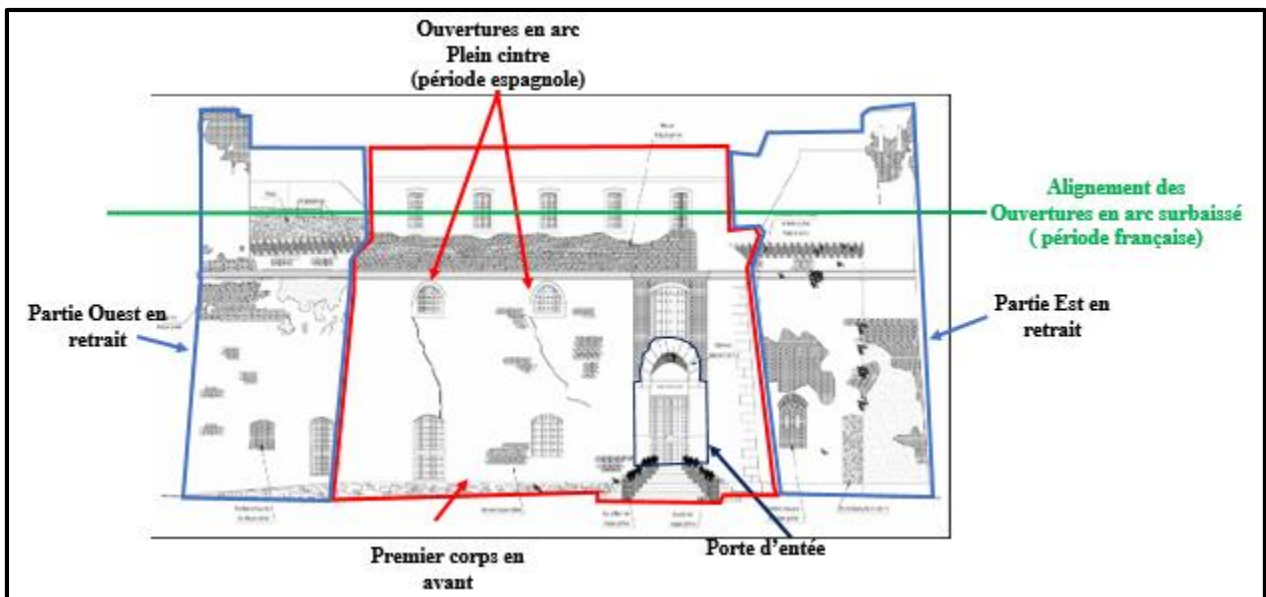 Ouvertures en arc
Plein cintre
(période espagnole)
Alignement des
Ouvertures en arc surbaissé
( période française)
Partie Ouest en
retrait
Partie Est en
retrait
Premier corps en
avant
Porte d’entée